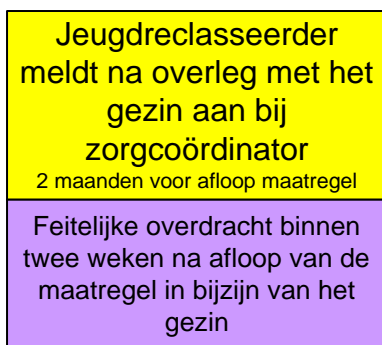 Jeugdreclasseerder
meldt na overleg met het
gezin aan bij
zorgcoördinator
2 maanden voor afloop maatregel
Feitelijke overdracht binnen
twee weken na afloop van de
maatregel in bijzijn van het
gezin